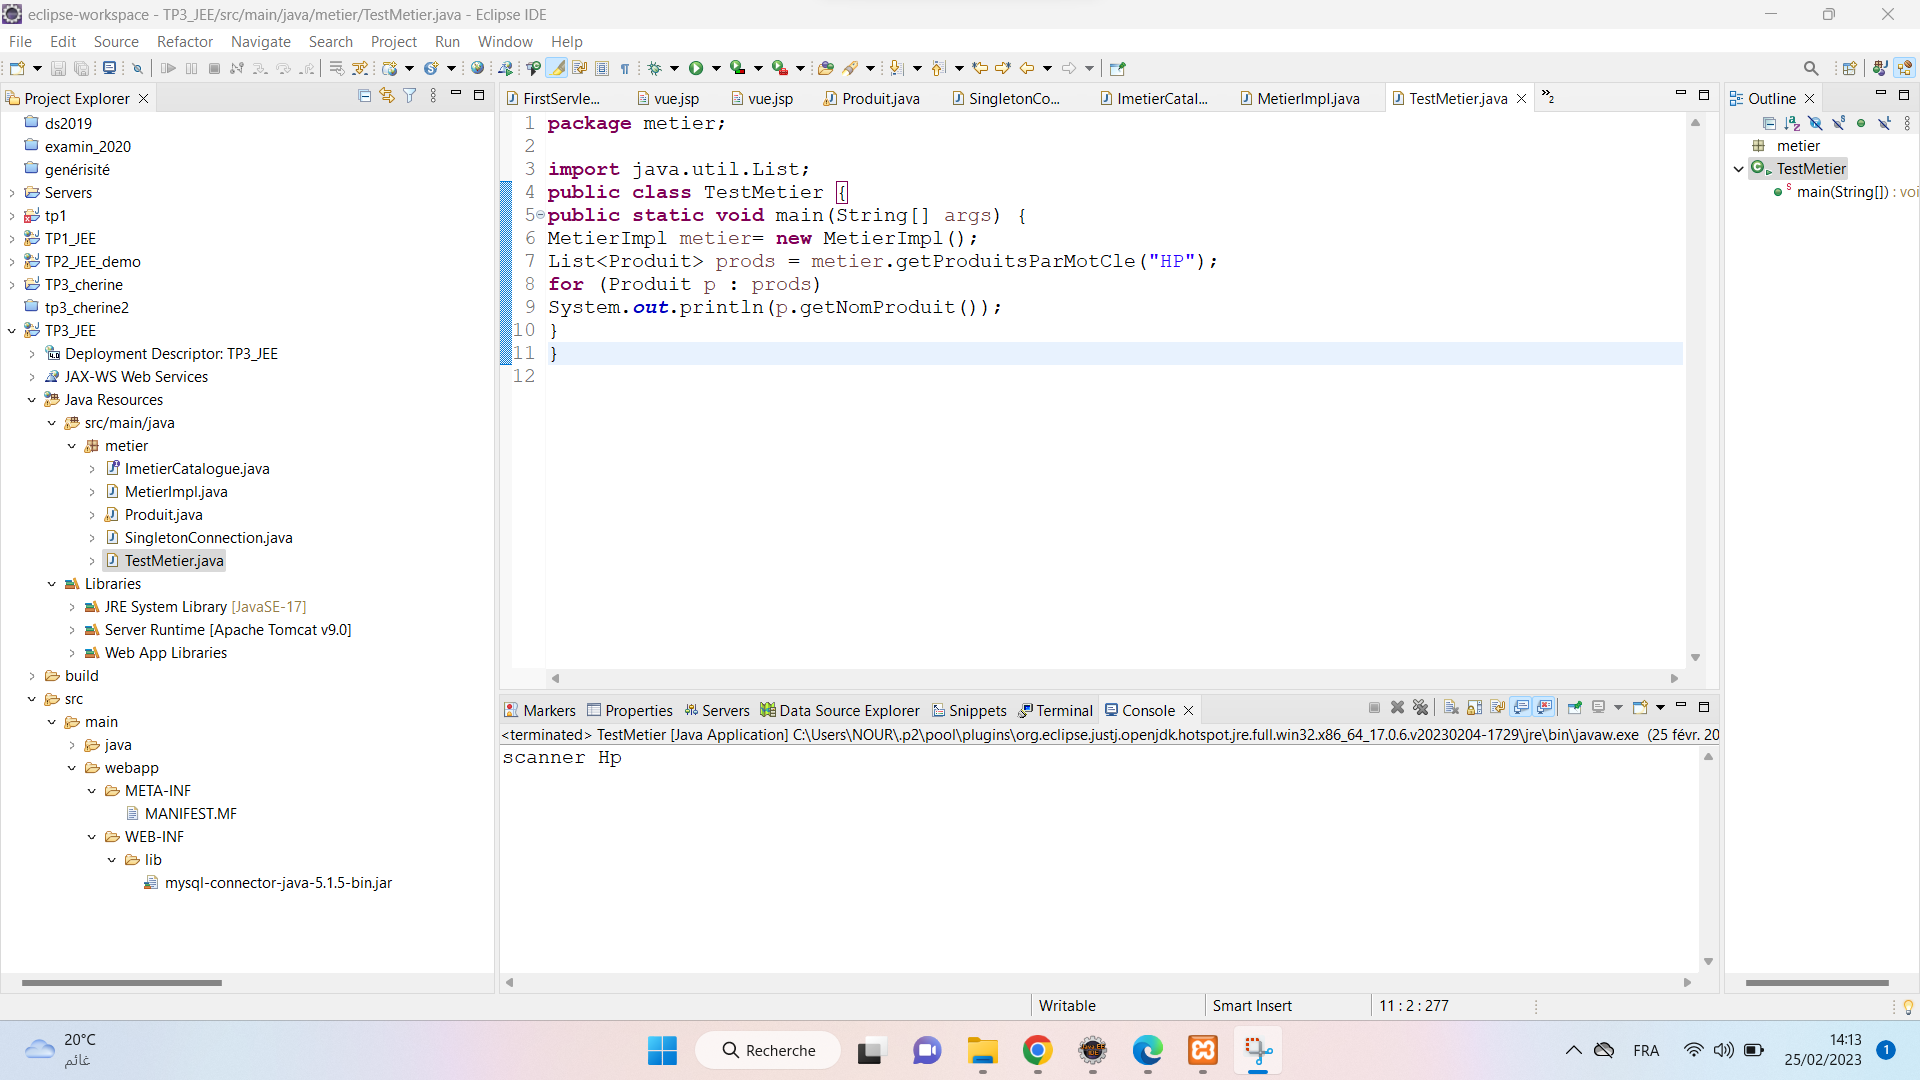 eclipse-workspace - TP3_JEE/src/main/java/metier/TestMetier.java - Eclipse IDE
File Edit Source Refactor Navigate Search Project Run Window Help
Project Explorer
ds2019
examin_2020
genérisité
Servers
tp1
TP1_JEE
TP2_JEE_demo
TP3_cherine
tp3_cherine2
TP3_JEE
Deployment Descriptor: TP3_JEE
JAX-WS Web Services
Java Resources
src/main/java
metier
ImetierCatalogue.java
MetierImpl.java
Produit.java
SingletonConnection.java
TestMetier.java
Libraries
JRE System Library [JavaSE-17]
Server Runtime [Apache Tomcat v9.0]
Web App Libraries
build
src
main
java
webapp
META-INF
MANIFEST.MF
WEB-INF
lib
mysql-connector-java-5.1.5-bin.jar
FirstServle... vue.jsp vue.jsp Produit.java SingletonCo... ImetierCatal... MetierImpl.java TestMetier.java »2
1 package metier;
2
3 import java.util.List;
4 public class TestMetier {
5 public static void main(String[] args) {
6 MetierImpl metier= new MetierImpl();
7 List<Produit> prods = metier.getProduitsParMotCle("HP");
8 for (Produit p : prods)
9 System.out.println(p.getNomProduit());
10 }
11 }
12
Outline
metier
TestMetier
main(String[]) : voi
Markers Properties Servers Data Source Explorer Snippets Terminal Console
<terminated> TestMetier [Java Application] C:\Users\NOUR\.p2\pool\plugins\org.eclipse.justj.openjdk.hotspot.jre.full.win32.x86_64_17.0.6.v20230204-1729\jre\bin\javaw.exe (25 févr. 20
scanner Hp
Writable Smart Insert 11 : 2 : 277
20°C
غائم
Recherche
FRA
14:13
25/02/2023
1